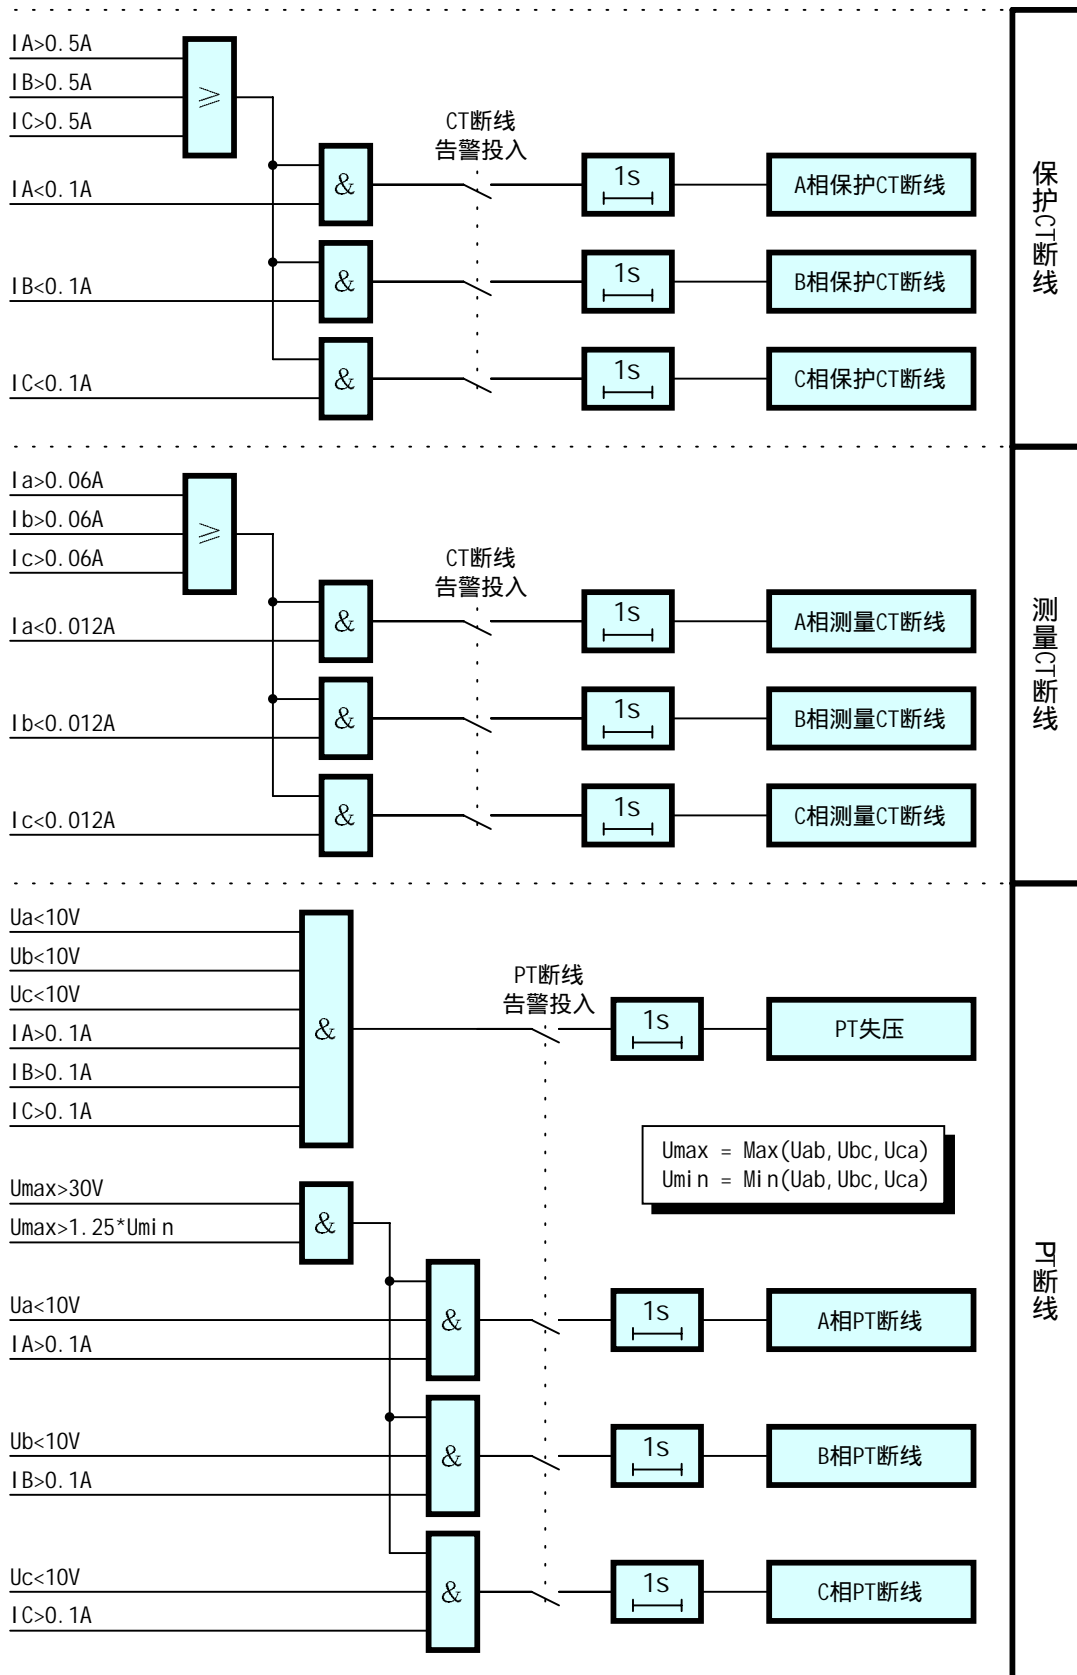 IA>0.5A
IB>0.5A
IC>0.5A
≥
CT断线
告警投入
IA<0.1A
&
1s
A相保护CT断线
IB<0.1A
&
1s
B相保护CT断线
IC<0.1A
&
1s
C相保护CT断线
保护CT断线
Ia>0.06A
Ib>0.06A
Ic>0.06A
≥
CT断线
告警投入
Ia<0.012A
&
1s
A相测量CT断线
Ib<0.012A
&
1s
B相测量CT断线
Ic<0.012A
&
1s
C相测量CT断线
测量CT断线
Ua<10V
Ub<10V
Uc<10V
IA>0.1A
IB>0.1A
IC>0.1A
&
PT断线
告警投入
1s
PT失压
Umax = Max(Uab,Ubc,Uca)
Umin = Min(Uab,Ubc,Uca)
Umax>30V
Umax>1.25*Umin
&
Ua<10V
IA>0.1A
&
1s
A相PT断线
Ub<10V
IB>0.1A
&
1s
B相PT断线
Uc<10V
IC>0.1A
&
1s
C相PT断线
PT断线